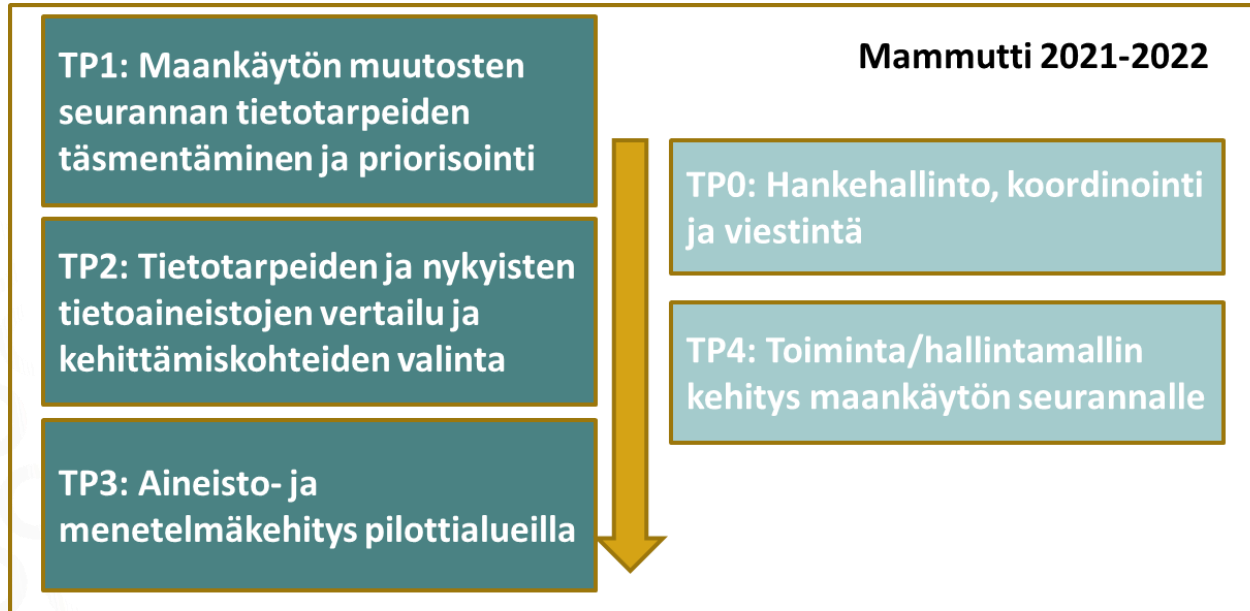 TP1: Maankäytön muutosten
seurannan tietotarpeiden
täsmentäminen ja priorisointi
TP2: Tietotarpeiden ja nykyisten
tietoaineistojen vertailu ja
kehittämiskohteiden valinta
TP3: Aineisto- ja
menetelmäkehitys pilottialueilla
Mammutti 2021-2022
TP0: Hankehallinto, koordinointi
ja viestintä
TP4: Toiminta/hallintamallin
kehitys maankäytön seurannalle